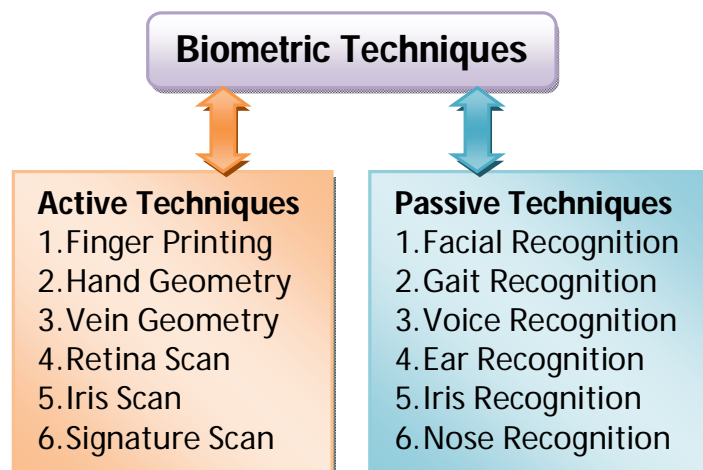 Biometric Techniques
Active Techniques
1.Finger Printing
2.Hand Geometry
3.Vein Geometry
4.Retina Scan
5.Iris Scan
6.Signature Scan
Passive Techniques
1.Facial Recognition
2.Gait Recognition
3.Voice Recognition
4.Ear Recognition
5.Iris Recognition
6.Nose Recognition